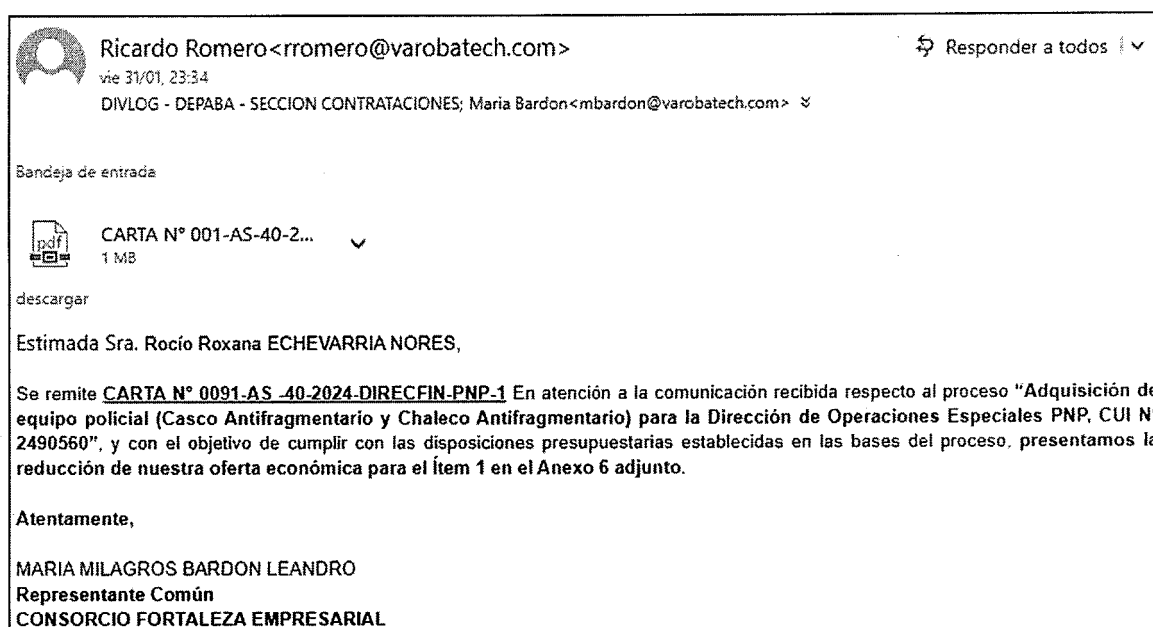 Ricardo Romero<rromero@varobatech.com>
Responder a todos
vie 31/01, 23:34
DIVLOG - DEPABA - SECCION CONTRATACIONES; Maria Bardon<mbardon@varobatech.com>
Bandeja de entrada
pdf
CARTA N° 001-AS-40-2...
1 MB
descargar
Estimada Sra. Rocío Roxana ECHEVARRIA NORES,
Se remite CARTA N° 0091-AS -40-2024-DIRECFIN-PNP-1 En atención a la comunicación recibida respecto al proceso "Adquisición de
equipo policial (Casco Antifragmentario y Chaleco Antifragmentario) para la Dirección de Operaciones Especiales PNP, CUI N°
2490560", y con el objetivo de cumplir con las disposiciones presupuestarias establecidas en las bases del proceso, presentamos la
reducción de nuestra oferta económica para el Ítem 1 en el Anexo 6 adjunto.
Atentamente,
MARIA MILAGROS BARDON LEANDRO
Representante Común
CONSORCIO FORTALEZA EMPRESARIAL